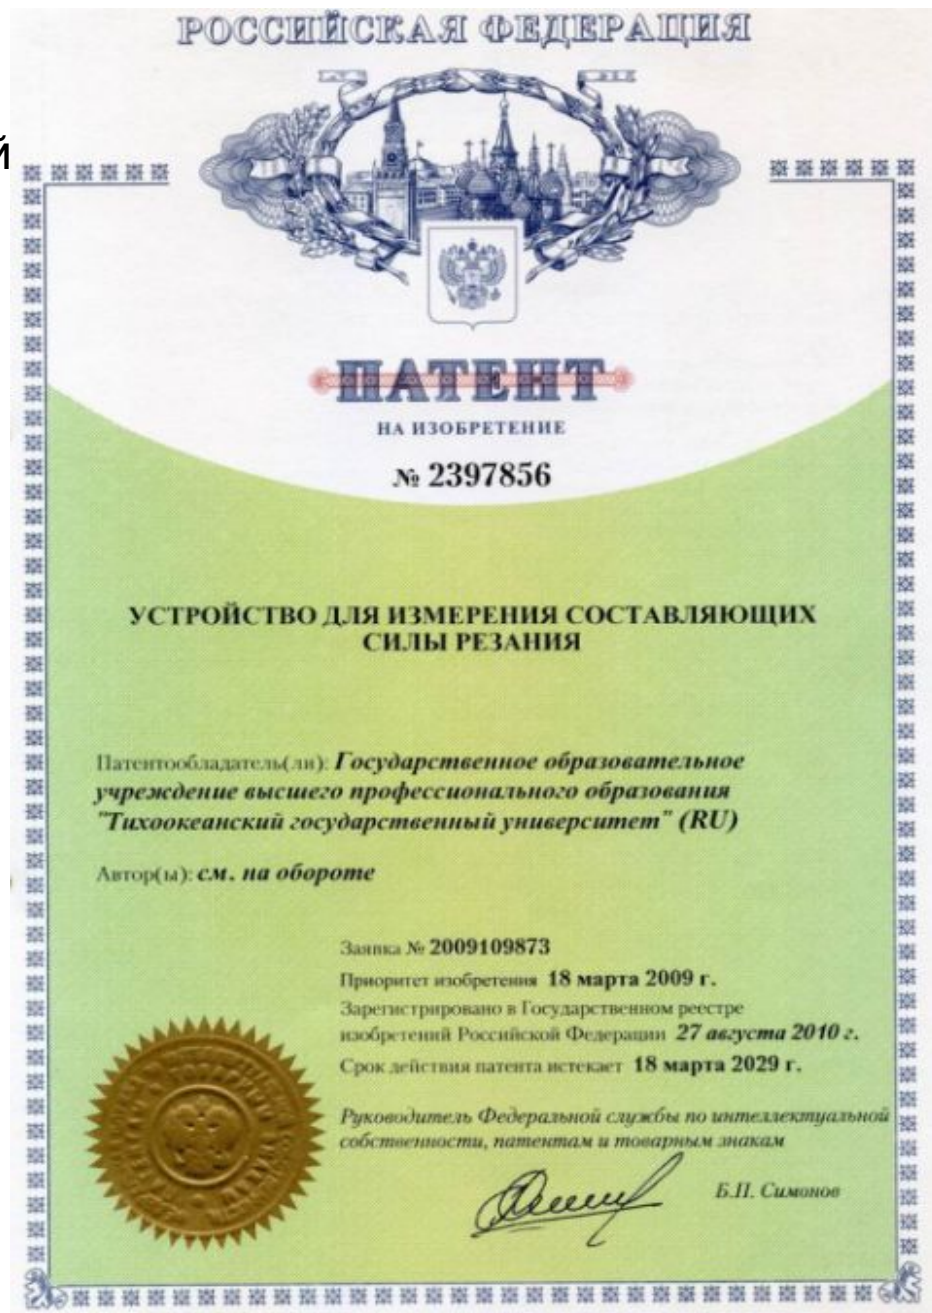 РОССИЙСКАЯ ФЕДЕРАЦИЯ
й
ПАТЕНТ
НА ИЗОБРЕТЕНИЕ
№ 2397856
УСТРОЙСТВО ДЛЯ ИЗМЕРЕНИЯ СОСТАВЛЯЮЩИХ
СИЛЫ РЕЗАНИЯ
Патентообладатель(ли): Государственное образовательное
учреждение высшего профессионального образования
"Тихоокеанский государственный университет" (RU)
Автор(ы): см. на обороте
Заявка № 2009109873
Приоритет изобретения 18 марта 2009 г.
Зарегистрировано в Государственном реестре
изобретений Российской Федерации 27 августа 2010 г.
Срок действия патента истекает 18 марта 2029 г.
Руководитель Федеральной службы по интеллектуальной
собственности, патентам и товарным знакам
Б.П. Симонов